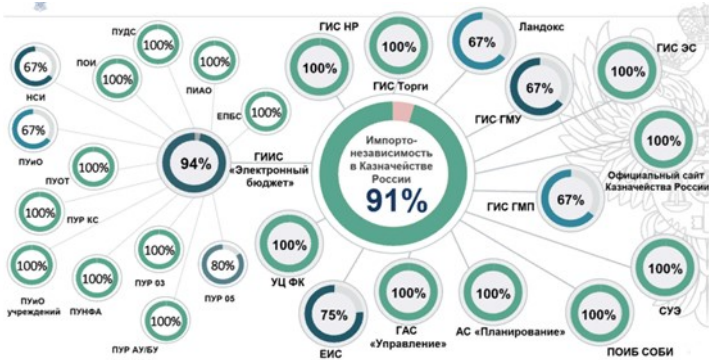 ПУДС
100%
ПОИ
100%
ПИАО
100%
67%
НСИ
67%
ПУиО
ЕПБС
100%
94%
ГИИС
«Электронный
бюджет»
ПУОТ
100%
ПУР КС
100%
100%
ПУиО
учреждений
100%
ПУНФА
ПУР 03
100%
80%
ПУР 05
100%
ПУР АУ/БУ
ГИС НР
100%
100%
ГИС Торги
Ландокс
67%
67%
ГИС ГМУ
ГИС ЭС
100%
100%
Официальный сайт
Казначейства России
Импорто-
независимость
в Казначействе
России
91%
67%
ГИС ГМП
100%
УЦ ФК
75%
ЕИС
100%
ГАС
«Управление»
100%
АС «Планирование»
100%
ПОИБ СОБИ
100%
СУЭ